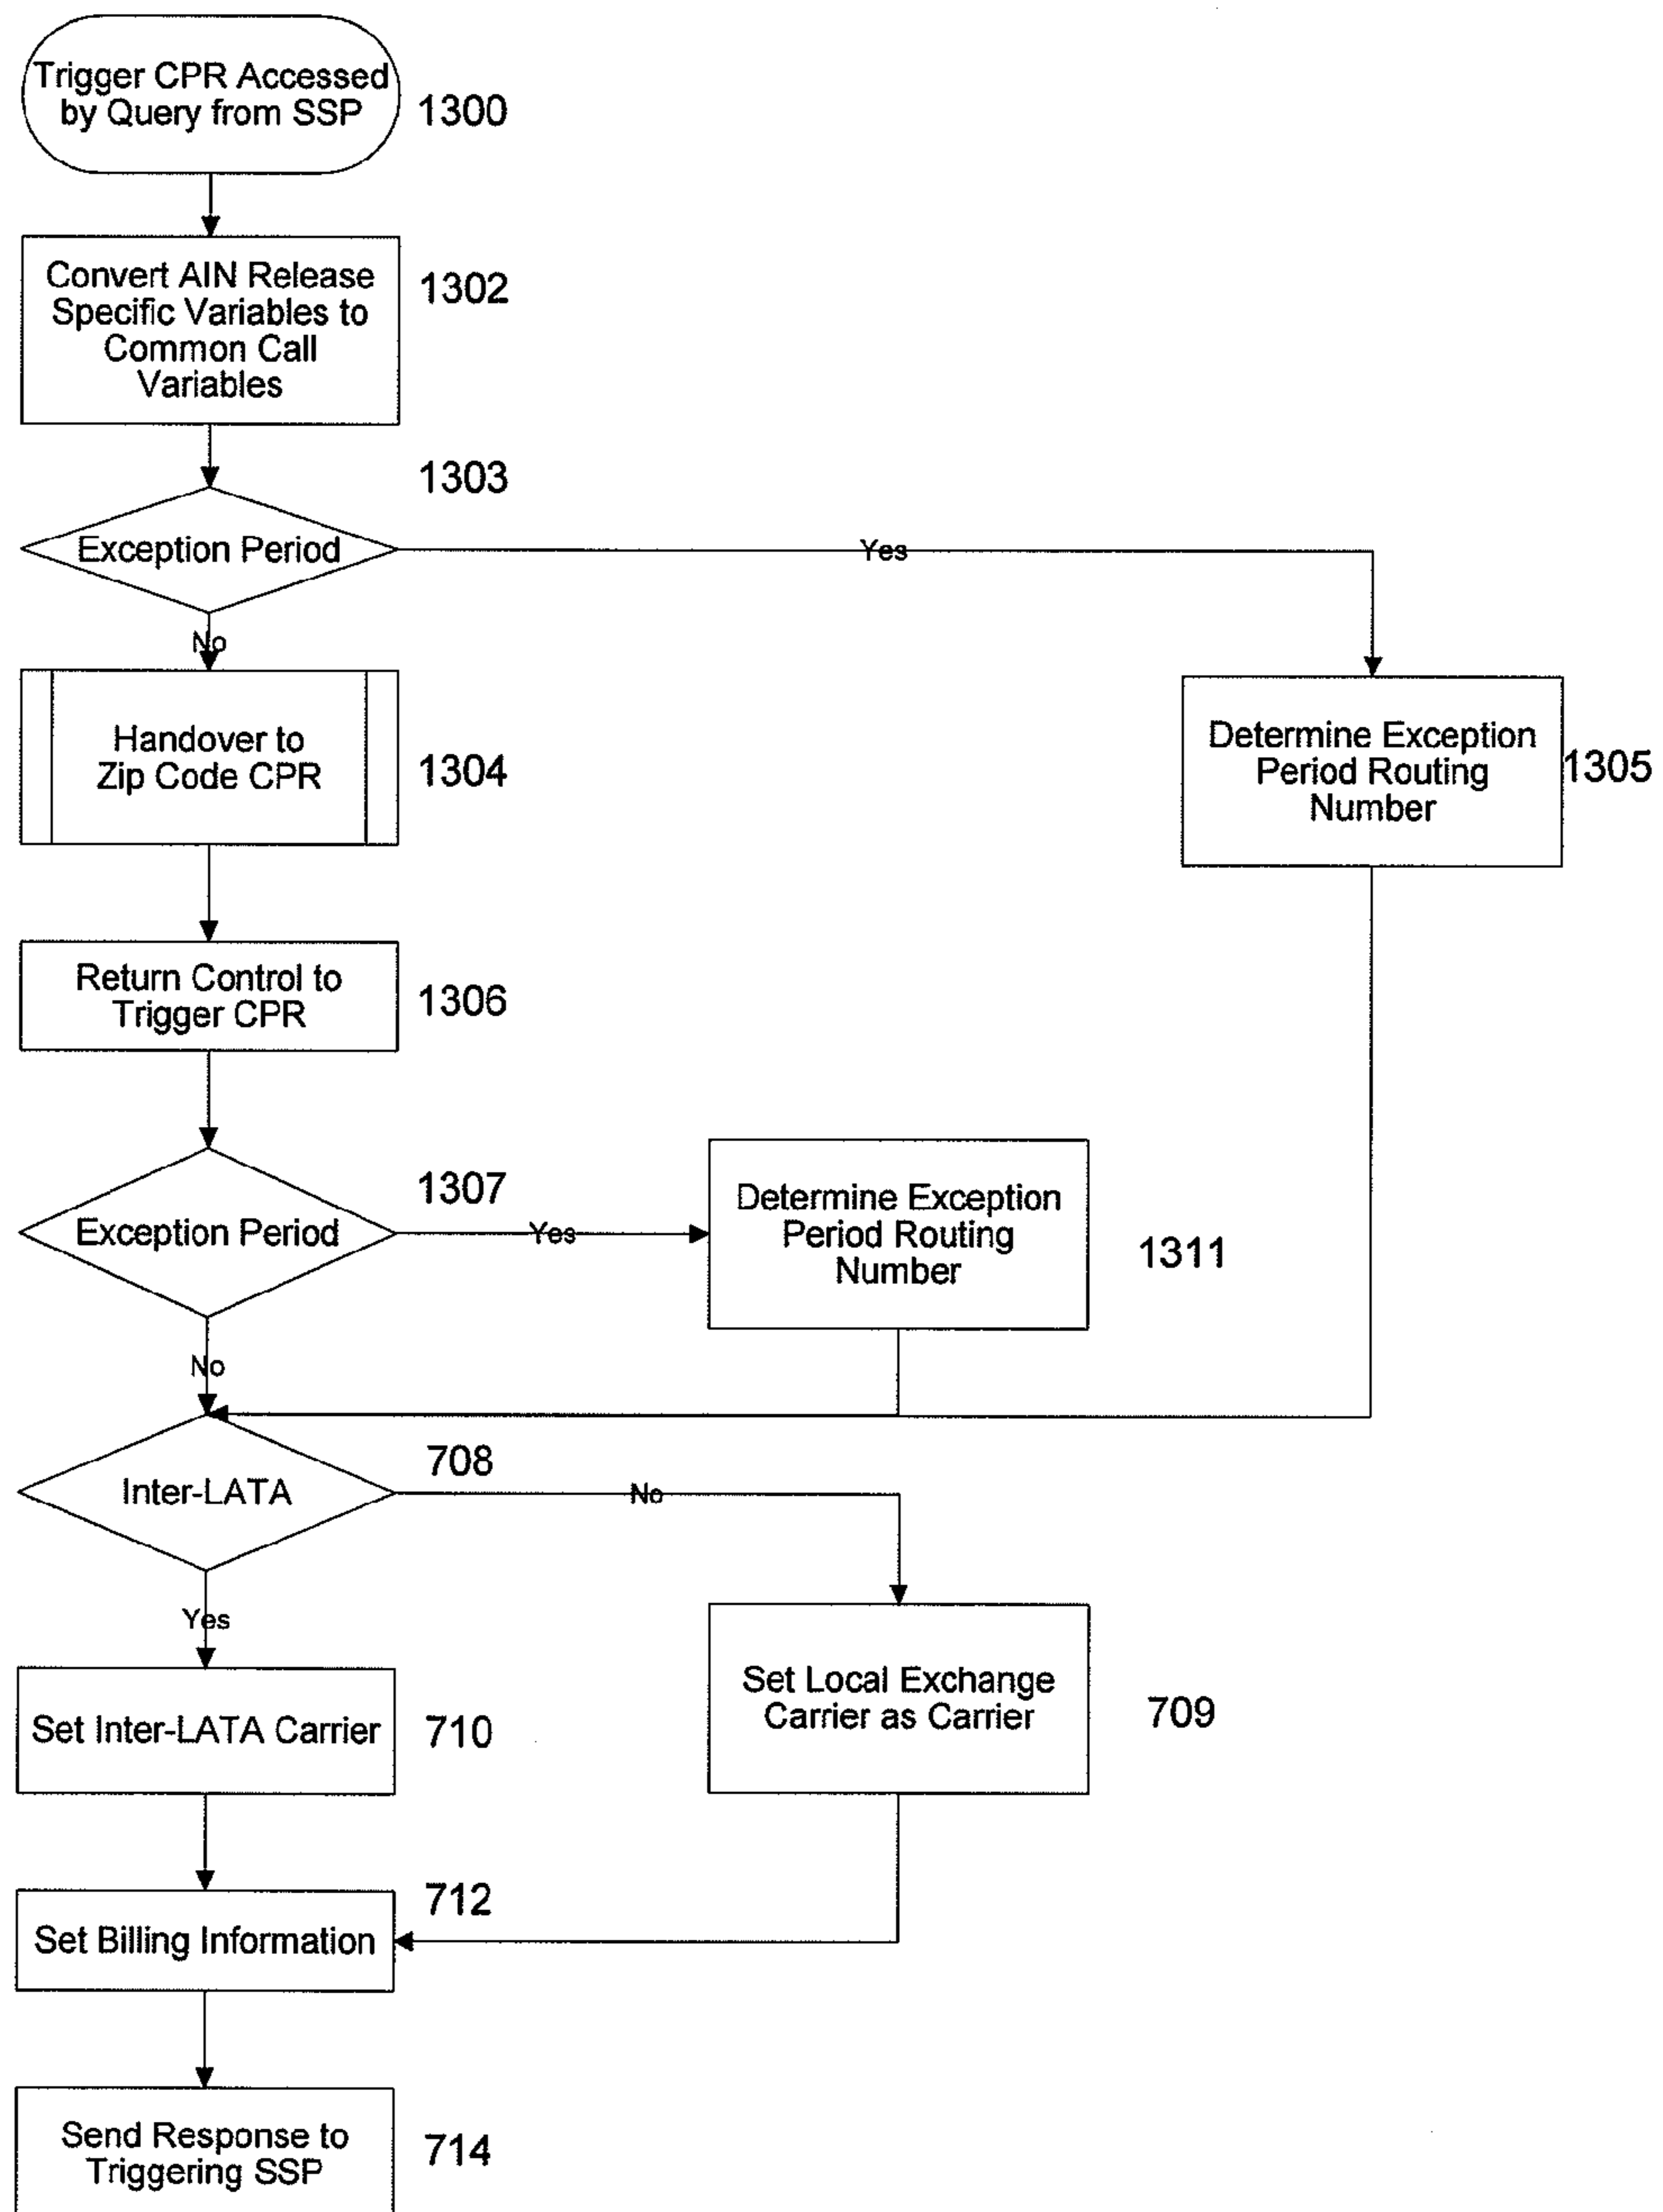 Trigger CPR Accessed
by Query from SSP
1300
Convert AIN Release
Specific Variables to
Common Call
Variables
1302
1303
Exception Period
Yes
No
Handover to
Zip Code CPR
1304
Determine Exception
Period Routing
Number
1305
Return Control to
Trigger CPR
1306
1307
Exception Period
Yes
Determine Exception
Period Routing
Number
1311
No
708
Inter-LATA
No
Yes
Set Inter-LATA Carrier
710
Set Local Exchange
Carrier as Carrier
709
712
Set Billing Information
Send Response to
Triggering SSP
714